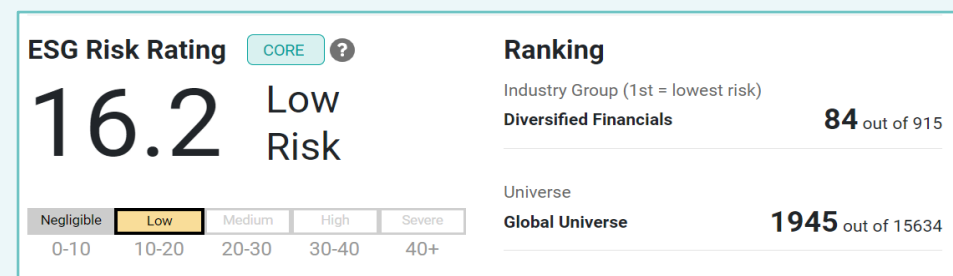 ESG Risk Rating CORE ?
16.2 Low
Risk
Negligible Low Medium High Severe
0-10 10-20 20-30 30-40 40+
Ranking
Industry Group (1st = lowest risk)
Diversified Financials 84 out of 915
Universe
Global Universe 1945 out of 15634